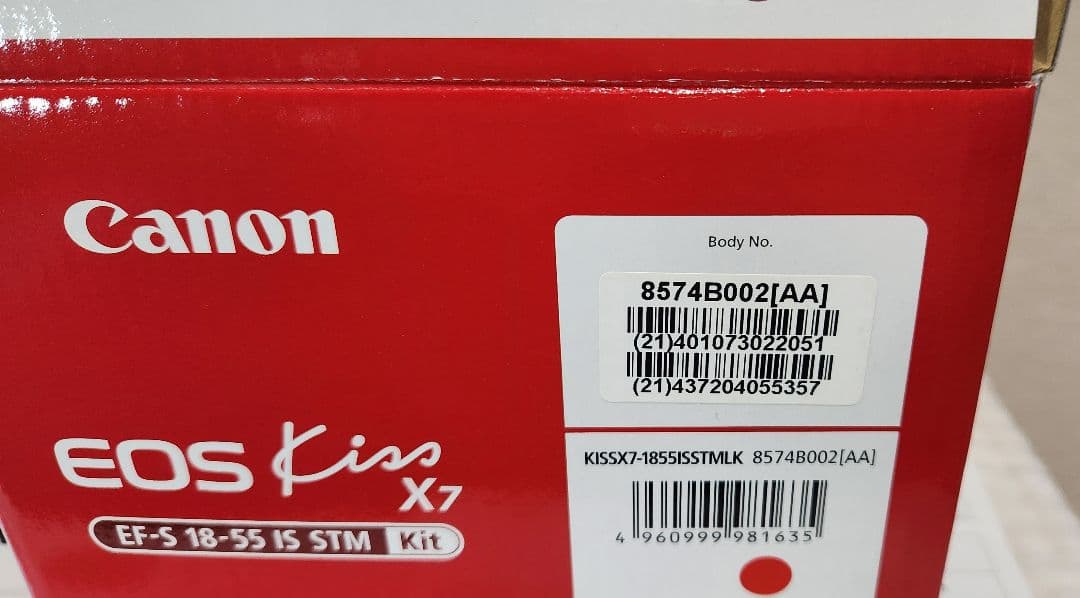 Canon
EOS Kiss
X7
EF-S 18-55 IS STM Kit
Body No.
8574B002[AA]
(21)401073022051
(21)437204055357
KISSX7-1855ISSTMLK 8574B002[AA]
4 960999 981635